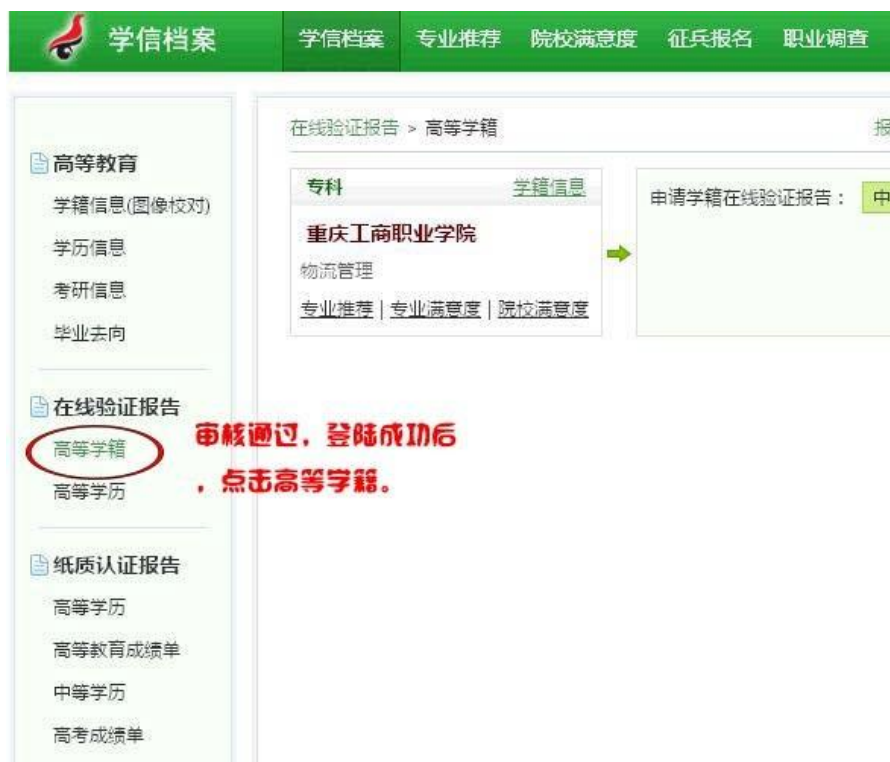 学信档案
学信档案 专业推荐 院校满意度 征兵报名 职业调查
高等教育
学籍信息(图像校对)
学历信息
考研信息
毕业去向
在线验证报告
高等学籍
高等学历
纸质认证报告
高等学历
高等教育成绩单
中等学历
高考成绩单
在线验证报告 > 高等学籍 报
专科 学籍信息
重庆工商职业学院
物流管理
专业推荐 | 专业满意度 | 院校满意度
申请学籍在线验证报告： 中
审核通过，登陆成功后
，点击高等学籍。